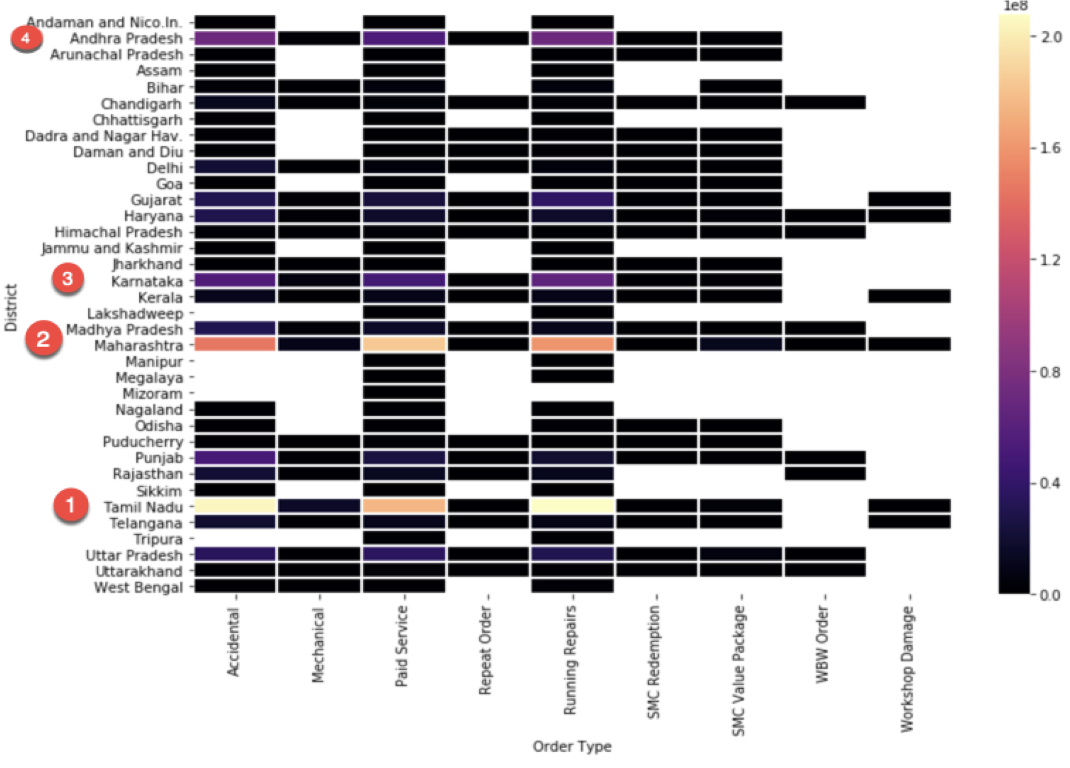 1e8
Andaman and Nico.In.
4 Andhra Pradesh
Arunachal Pradesh
Assam
Bihar
Chandigarh
Chhattisgarh
Dadra and Nagar Hav.
Daman and Diu
Delhi
Goa
Gujarat
Haryana
Himachal Pradesh
Jammu and Kashmir
Jharkhand
3 Karnataka
Kerala
Lakshadweep
Madhya Pradesh
2 Maharashtra
Manipur
Megalaya
Mizoram
Nagaland
Odisha
Puducherry
Punjab
Rajasthan
Sikkim
1 Tamil Nadu
Telangana
Tripura
Uttar Pradesh
Uttarakhand
West Bengal
District
Accidental
Mechanical
Paid Service
Repeat Order
Running Repairs
SMC Redemption
SMC Value Package
WBW Order
Workshop Damage
Order Type
2.0
1.6
1.2
0.8
0.4
0.0